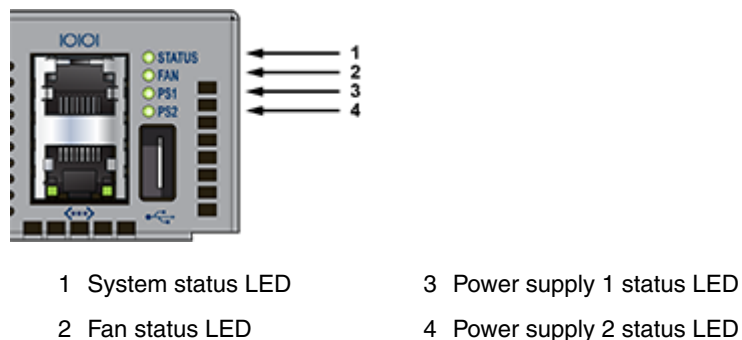 IOIOI
STATUS 1
FAN 2
PS1 3
PS2 4
1 System status LED
2 Fan status LED
3 Power supply 1 status LED
4 Power supply 2 status LED